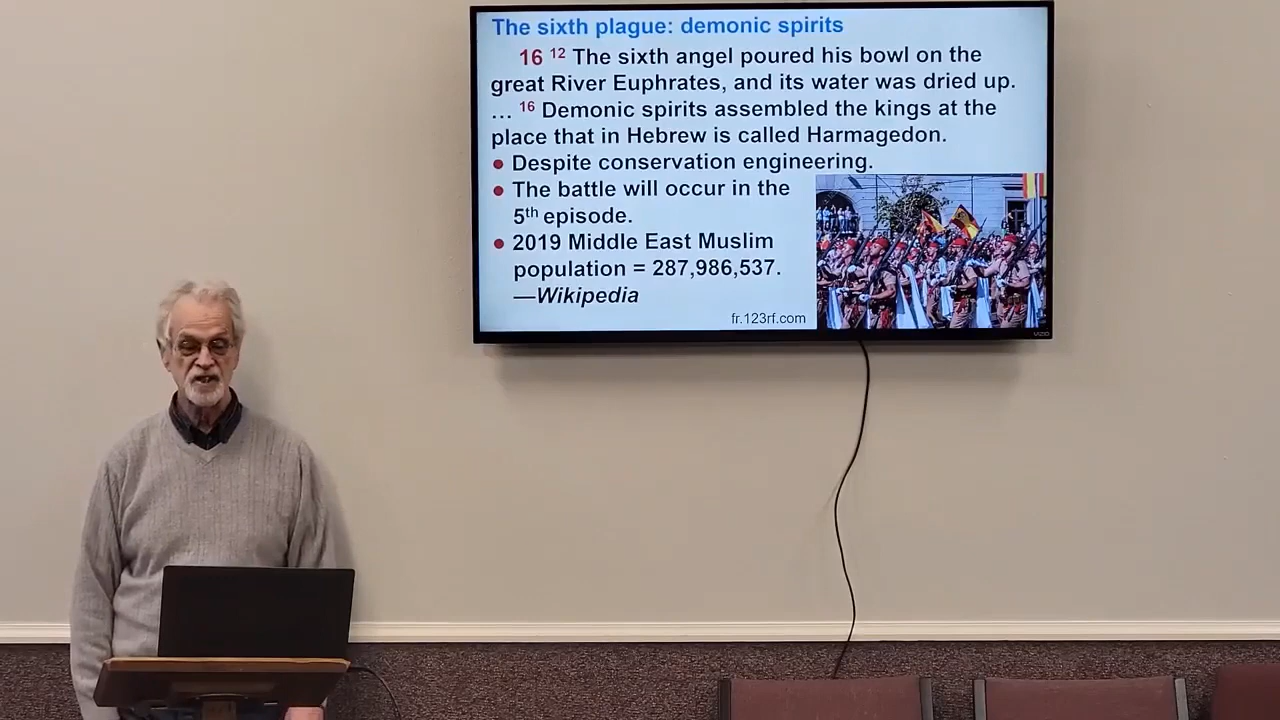 The sixth plague: demonic spirits
16 12 The sixth angel poured his bowl on the
great River Euphrates, and its water was dried up.
… 16 Demonic spirits assembled the kings at the
place that in Hebrew is called Harmagedon.
● Despite conservation engineering.
● The battle will occur in the
5th episode.
● 2019 Middle East Muslim
population = 287,986,537.
—Wikipedia
fr.123rf.com
VIZIO